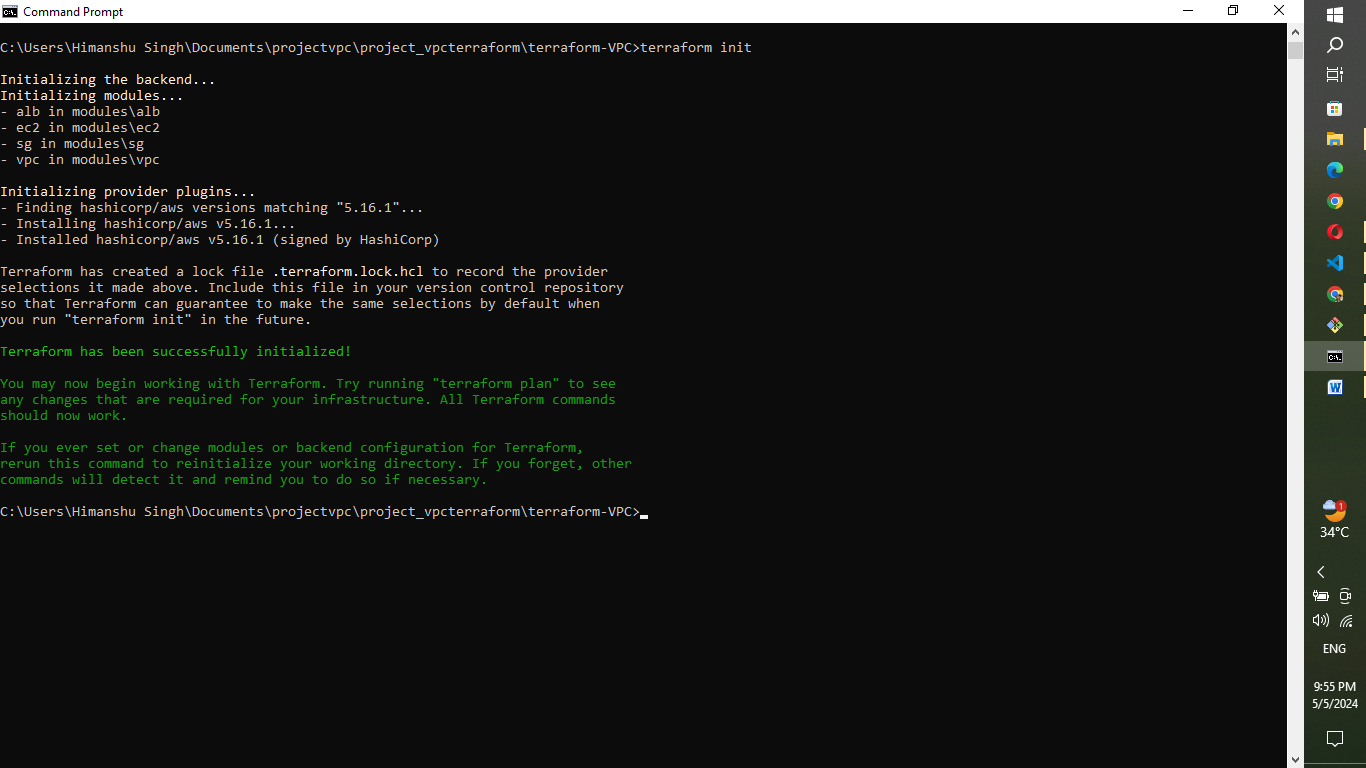 Command Prompt
C:\Users\Himanshu Singh\Documents\projectvpc\project_vpcterraform\terraform-VPC>terraform init
Initializing the backend...
Initializing modules...
- alb in modules\alb
- ec2 in modules\ec2
- sg in modules\sg
- vpc in modules\vpc
Initializing provider plugins...
- Finding hashicorp/aws versions matching "5.16.1"...
- Installing hashicorp/aws v5.16.1...
- Installed hashicorp/aws v5.16.1 (signed by HashiCorp)
Terraform has created a lock file .terraform.lock.hcl to record the provider
selections it made above. Include this file in your version control repository
so that Terraform can guarantee to make the same selections by default when
you run "terraform init" in the future.
Terraform has been successfully initialized!
You may now begin working with Terraform. Try running "terraform plan" to see
any changes that are required for your infrastructure. All Terraform commands
should now work.
If you ever set or change modules or backend configuration for Terraform,
rerun this command to reinitialize your working directory. If you forget, other
commands will detect it and remind you to do so if necessary.
C:\Users\Himanshu Singh\Documents\projectvpc\project_vpcterraform\terraform-VPC>
1
34°C
ENG
9:55 PM
5/5/2024